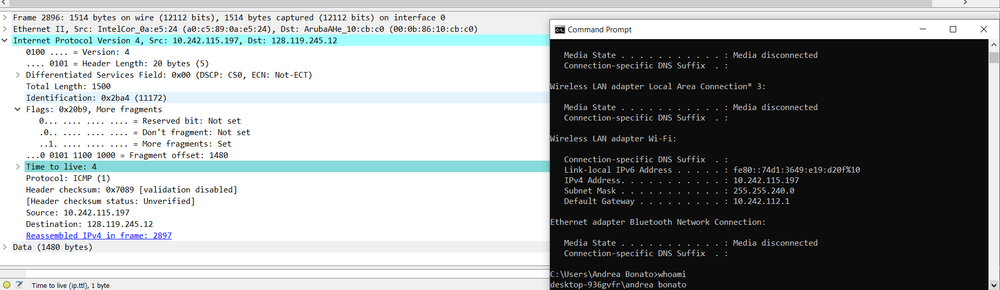 Frame 2896: 1514 bytes on wire (12112 bits), 1514 bytes captured (12112 bits) on interface 0
Ethernet II, Src: IntelCor_0a:e5:24 (a0:c5:89:0a:e5:24), Dst: ArubaAHe_10:cb:c0 (00:0b:86:10:cb:c0)
Internet Protocol Version 4, Src: 10.242.115.197, Dst: 128.119.245.12
0100 .... = Version: 4
.... 0101 = Header Length: 20 bytes (5)
Differentiated Services Field: 0x00 (DSCP: CS0, ECN: Not-ECT)
Total Length: 1500
Identification: 0x2ba4 (11172)
Flags: 0x20b9, More fragments
0... .... .... .... = Reserved bit: Not set
.0.. .... .... .... = Don't fragment: Not set
..1. .... .... .... = More fragments: Set
...0 0101 1100 1000 = Fragment offset: 1480
Time to live: 4
Protocol: ICMP (1)
Header checksum: 0x7089 [validation disabled]
[Header checksum status: Unverified]
Source: 10.242.115.197
Destination: 128.119.245.12
Reassembled IPv4 in frame: 2897
Data (1480 bytes)
Time to live (ip.ttl), 1 byte
Command Prompt
Media State . . . . . . . . . . . : Media disconnected
Connection-specific DNS Suffix  . :
Wireless LAN adapter Local Area Connection* 3:
Media State . . . . . . . . . . . : Media disconnected
Connection-specific DNS Suffix  . :
Wireless LAN adapter Wi-Fi:
Connection-specific DNS Suffix  . :
Link-local IPv6 Address . . . . . : fe80::74d1:3649:e19:d20f%10
IPv4 Address. . . . . . . . . . . : 10.242.115.197
Subnet Mask . . . . . . . . . . . : 255.255.240.0
Default Gateway . . . . . . . . . : 10.242.112.1
Ethernet adapter Bluetooth Network Connection:
Media State . . . . . . . . . . . : Media disconnected
Connection-specific DNS Suffix  . :
C:\Users\Andrea Bonato>whoami
desktop-936gvfr\andrea bonato